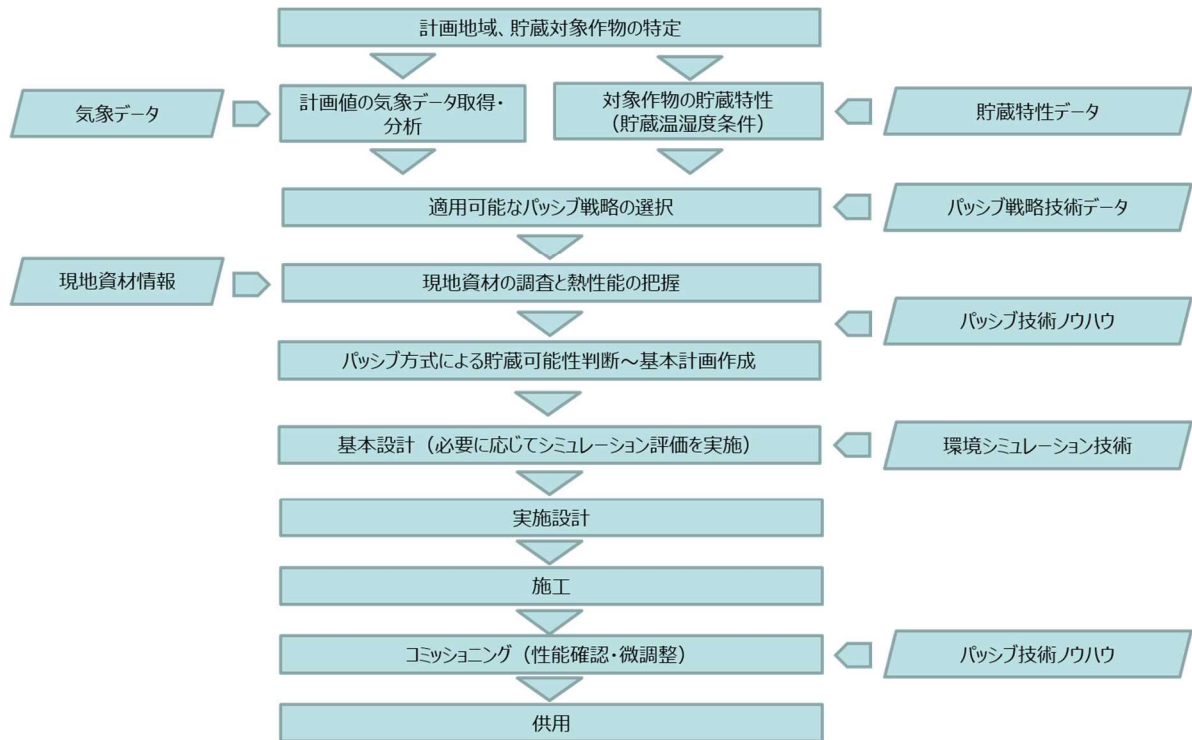 計画地域、貯蔵対象作物の特定
気象データ
計画値の気象データ取得・
分析
対象作物の貯蔵特性
（貯蔵温湿度条件）
貯蔵特性データ
適用可能なパッシブ戦略の選択
パッシブ戦略技術データ
現地資材情報
現地資材の調査と熱性能の把握
パッシブ技術ノウハウ
パッシブ方式による貯蔵可能性判断～基本計画作成
基本設計（必要に応じてシミュレーション評価を実施）
環境シミュレーション技術
実施設計
施工
コミッショニング（性能確認・微調整）
パッシブ技術ノウハウ
供用